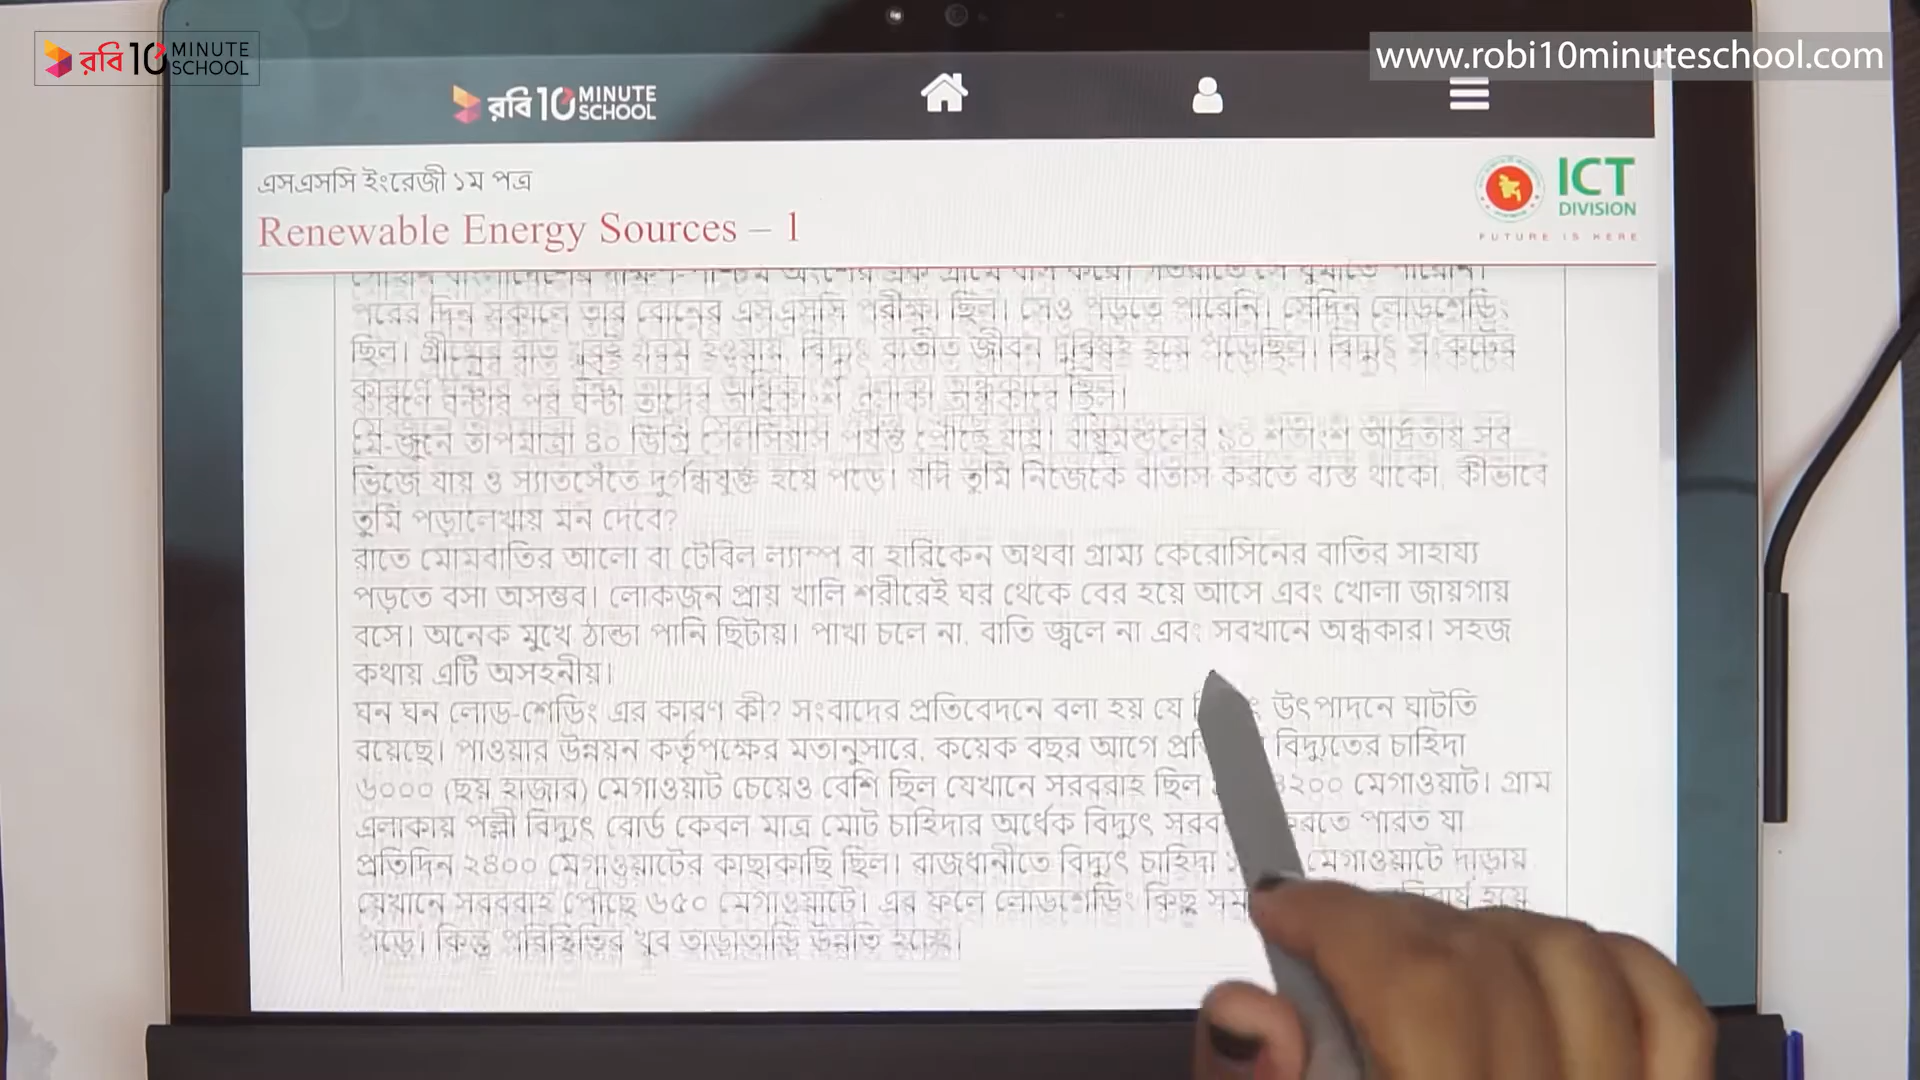 রবি 10 MINUTE SCHOOL
www.robi10minuteschool.com
রবি 10 MINUTE SCHOOL
এসএসসি ইংরেজী ১ম পত্র
Renewable Energy Sources – 1
ICT
DIVISION
FUTURE IS HERE
পরের দিন সকালে তার বোনের এসএসসি পরীক্ষা ছিল। সেও পড়তে পারেনি। সেদিন লোডশেডিং
ছিল। গ্রীষ্মের রাত খুবই গরম হওয়ায় বিদ্যুৎ ব্যতীত জীবন দুর্বিষহ হয়ে পড়েছিল। বিদ্যুৎ সংকটের
কারণে ঘন্টার পর ঘন্টা তাদের অধিকাংশ এলাকা অন্ধকারে ছিল।
মে-জুনে তাপমাত্রা ৪০ ডিগ্রি সেলসিয়াস পর্যন্ত পৌছে যায়। বায়ুমণ্ডলের ৯০ শতাংশ আর্দ্রতায় সব
ভিজে যায় ও স্যাতসেঁতে দুর্গন্ধযুক্ত হয়ে পড়ে। যদি তুমি নিজেকে বাতাস করতে ব্যস্ত থাকো, কীভাবে
তুমি পড়ালেখায় মন দেবে?
রাতে মোমবাতির আলো বা টেবিল ল্যাম্প বা হারিকেন অথবা গ্রাম্য কেরোসিনের বাতির সাহায্য
পড়তে বসা অসম্ভব। লোকজন প্রায় খালি শরীরেই ঘর থেকে বের হয়ে আসে এবং খোলা জায়গায়
বসে। অনেক মুখে ঠান্ডা পানি ছিটায়। পাখা চলে না, বাতি জ্বলে না এবং সবখানে অন্ধকার। সহজ
কথায় এটি অসহনীয়।
ঘন ঘন লোড-শেডিং এর কারণ কী? সংবাদের প্রতিবেদনে বলা হয় যে উৎপাদনে ঘাটতি
রয়েছে। পাওয়ার উন্নয়ন কর্তৃপক্ষের মতানুসারে, কয়েক বছর আগে বিদ্যুতের চাহিদা
৬০০০ (ছয় হাজার) মেগাওয়াট চেয়েও বেশি ছিল যেখানে সরবরাহ ছিল মেগাওয়াট। গ্রাম
এলাকায় পল্লী বিদ্যুৎ বোর্ড কেবল মাত্র মোট চাহিদার অর্ধেক বিদ্যুৎ করতে পারত যা
প্রতিদিন ২৪০০ মেগাওয়াটের কাছাকাছি ছিল। রাজধানীতে বিদ্যুৎ চাহিদা মেগাওয়াটে দাড়ায়
যেখানে সরবরাহ পৌছে ৬৫০ মেগাওয়াটে। এর ফলে লোডশেডিং কিছু হয়ে
পড়ে। কিন্তু পরিস্থিতির খুব তাড়াতাড়ি উন্নতি হচ্ছে।